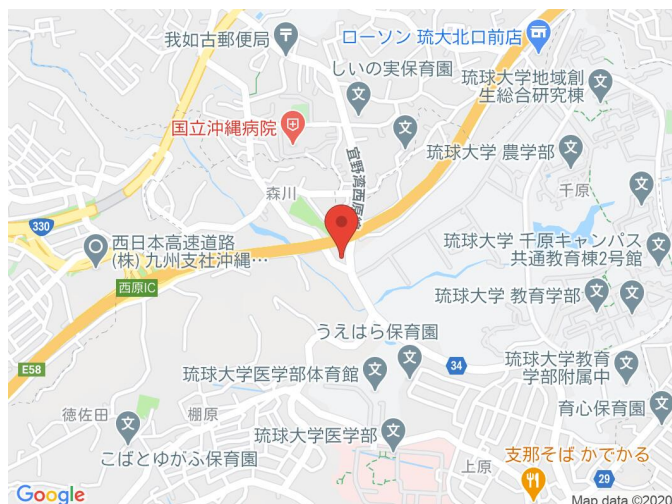 我如古郵便局
ローソン 琉大北口前店
しいの実保育園
琉球大学地域創
生総合研究棟
国立沖縄病院
宜野湾西原線
琉球大学 農学部
森川
千原
330
西日本高速道路
(株) 九州支社沖縄...
琉球大学 千原キャンパス
共通教育棟2号館
西原IC
琉球大学 教育学部
うえはら保育園
E58
琉球大学医学部体育館
34
琉球大学教育
学部附属中
徳佐田
棚原
育心保育園
琉球大学医学部
こばとゆがふ保育園
上原
支那そば かでかる
29
Google
Map data ©2020